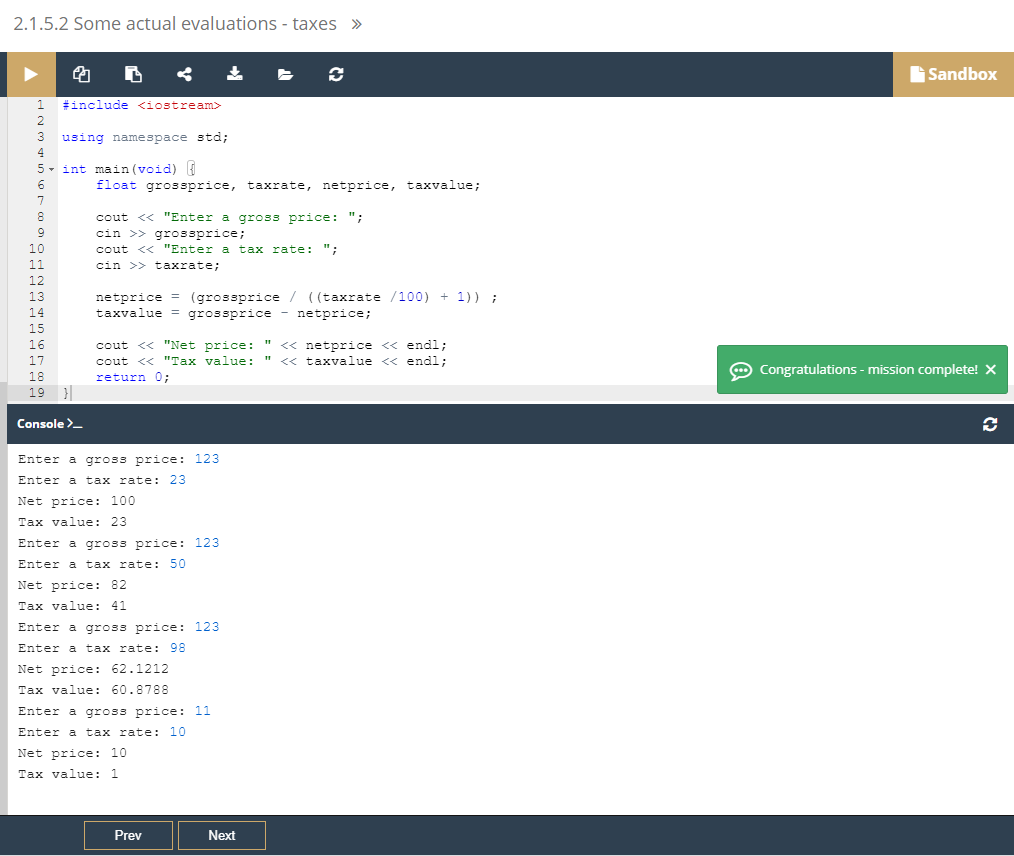 2.1.5.2 Some actual evaluations - taxes »
Sandbox
1 #include <iostream>
2
3 using namespace std;
4
5 int main(void) {
6 float grossprice, taxrate, netprice, taxvalue;
7
8 cout << "Enter a gross price: ";
9 cin >> grossprice;
10 cout << "Enter a tax rate: ";
11 cin >> taxrate;
12
13 netprice = (grossprice / ((taxrate /100) + 1)) ;
14 taxvalue = grossprice - netprice;
15
16 cout << "Net price: " << netprice << endl;
17 cout << "Tax value: " << taxvalue << endl;
18 return 0;
19 }
Congratulations - mission complete! ×
Console >_
Enter a gross price: 123
Enter a tax rate: 23
Net price: 100
Tax value: 23
Enter a gross price: 123
Enter a tax rate: 50
Net price: 82
Tax value: 41
Enter a gross price: 123
Enter a tax rate: 98
Net price: 62.1212
Tax value: 60.8788
Enter a gross price: 11
Enter a tax rate: 10
Net price: 10
Tax value: 1
Prev Next